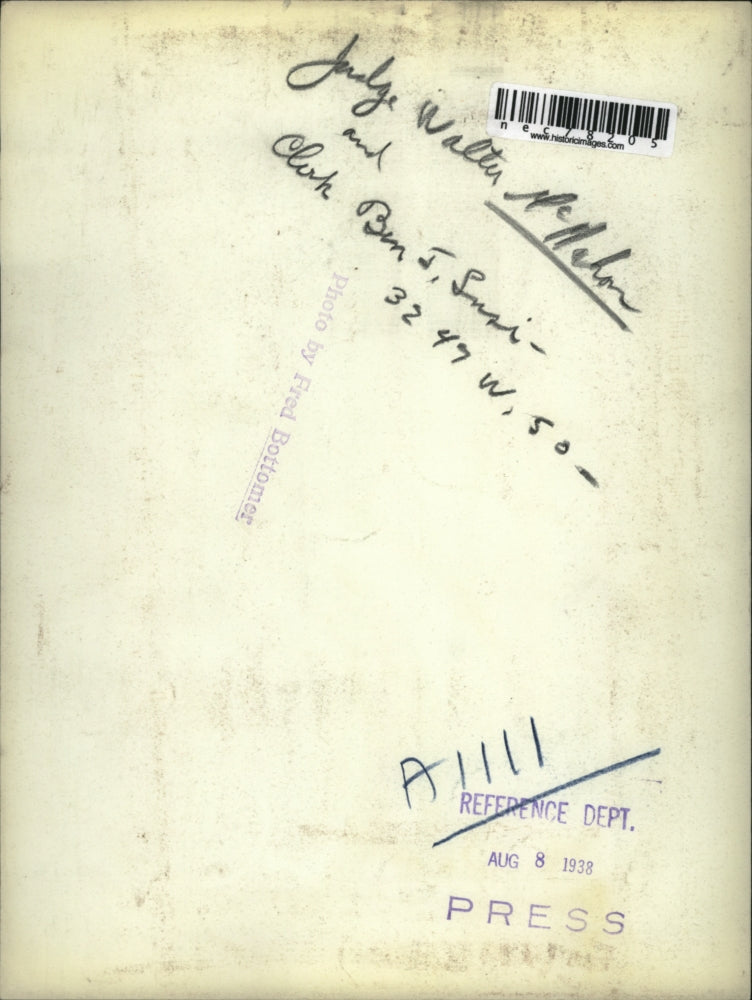 Judge Walter McMahon
and
Clerk Ben J. Susi -
3249 W. 50 -
nec78205
www.historicimages.com
Photo by Fred Bottomer
A1111
REFERENCE DEPT.
AUG 8 1938
PRESS